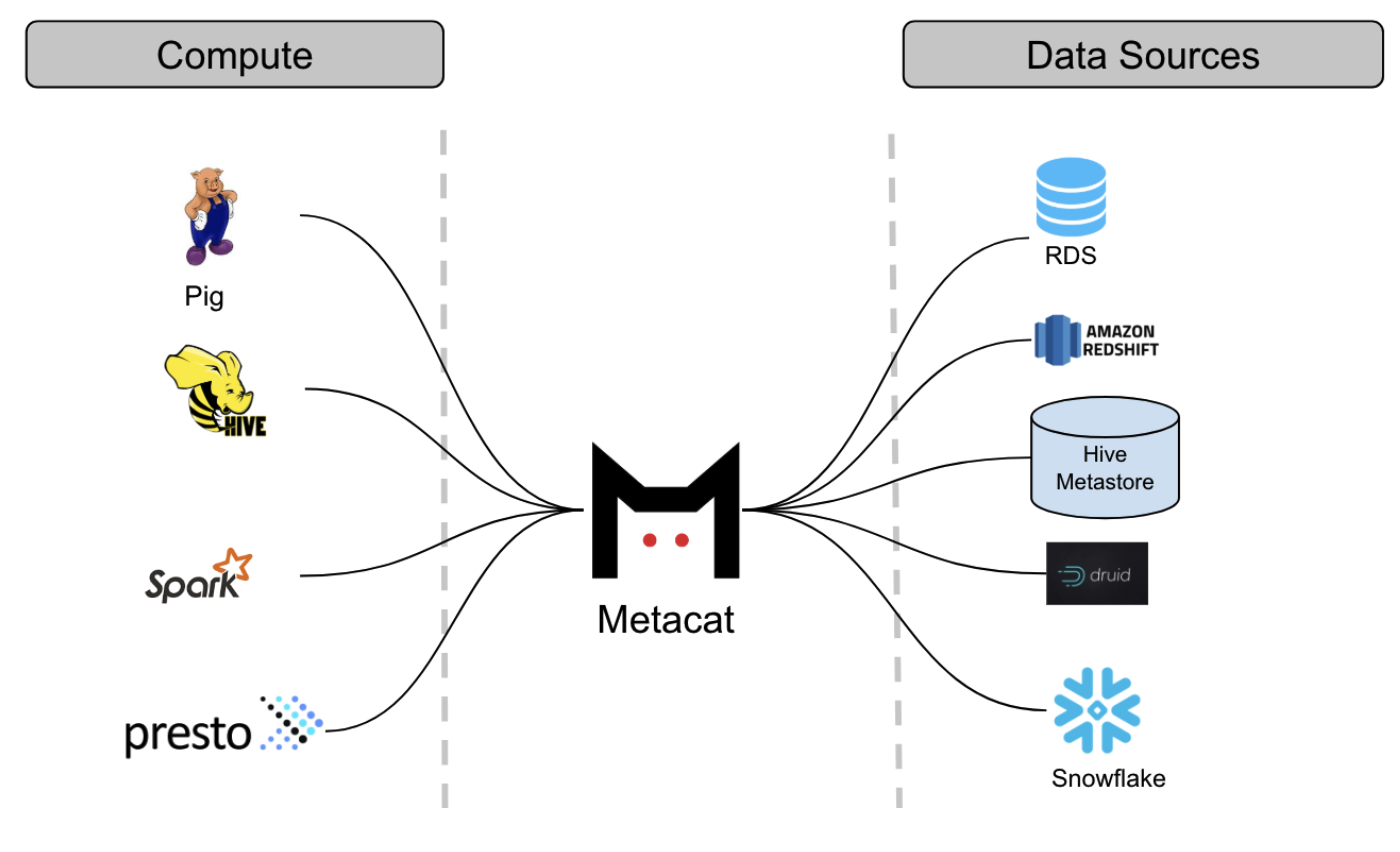 Compute
Data Sources
Pig
HIVE
Spark
presto
Metacat
RDS
AMAZON
REDSHIFT
Hive
Metastore
druid
Snowflake